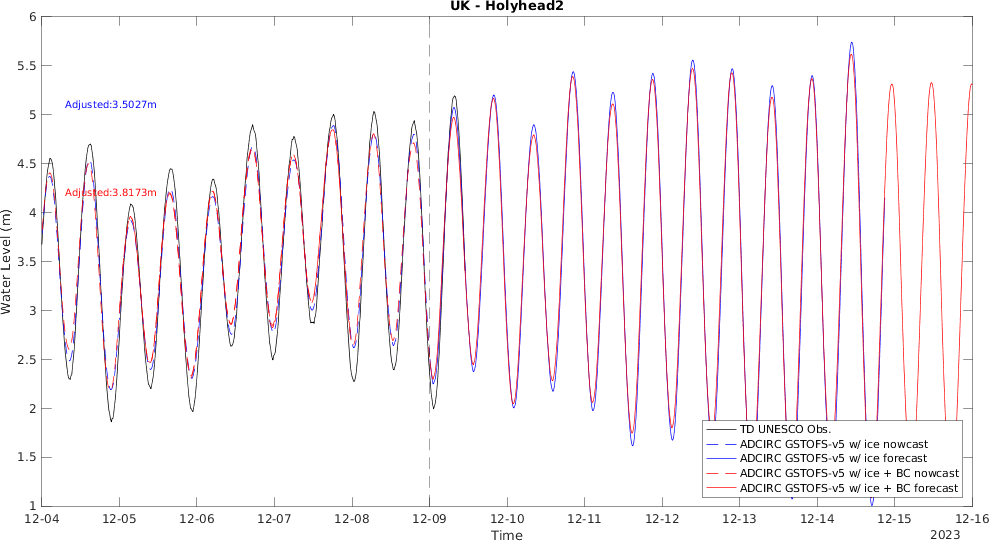 UK - Holyhead2
6
5.5
5
4.5
4
3.5
3
2.5
2
1.5
1
Water Level (m)
Adjusted:3.5027m
Adjusted:3.8173m
TD UNESCO Obs.
ADCIRC GSTOFS-v5 w/ ice nowcast
ADCIRC GSTOFS-v5 w/ ice forecast
ADCIRC GSTOFS-v5 w/ ice + BC nowcast
ADCIRC GSTOFS-v5 w/ ice + BC forecast
12-04 12-05 12-06 12-07 12-08 12-09 12-10 12-11 12-12 12-13 12-14 12-15 12-16
Time
2023